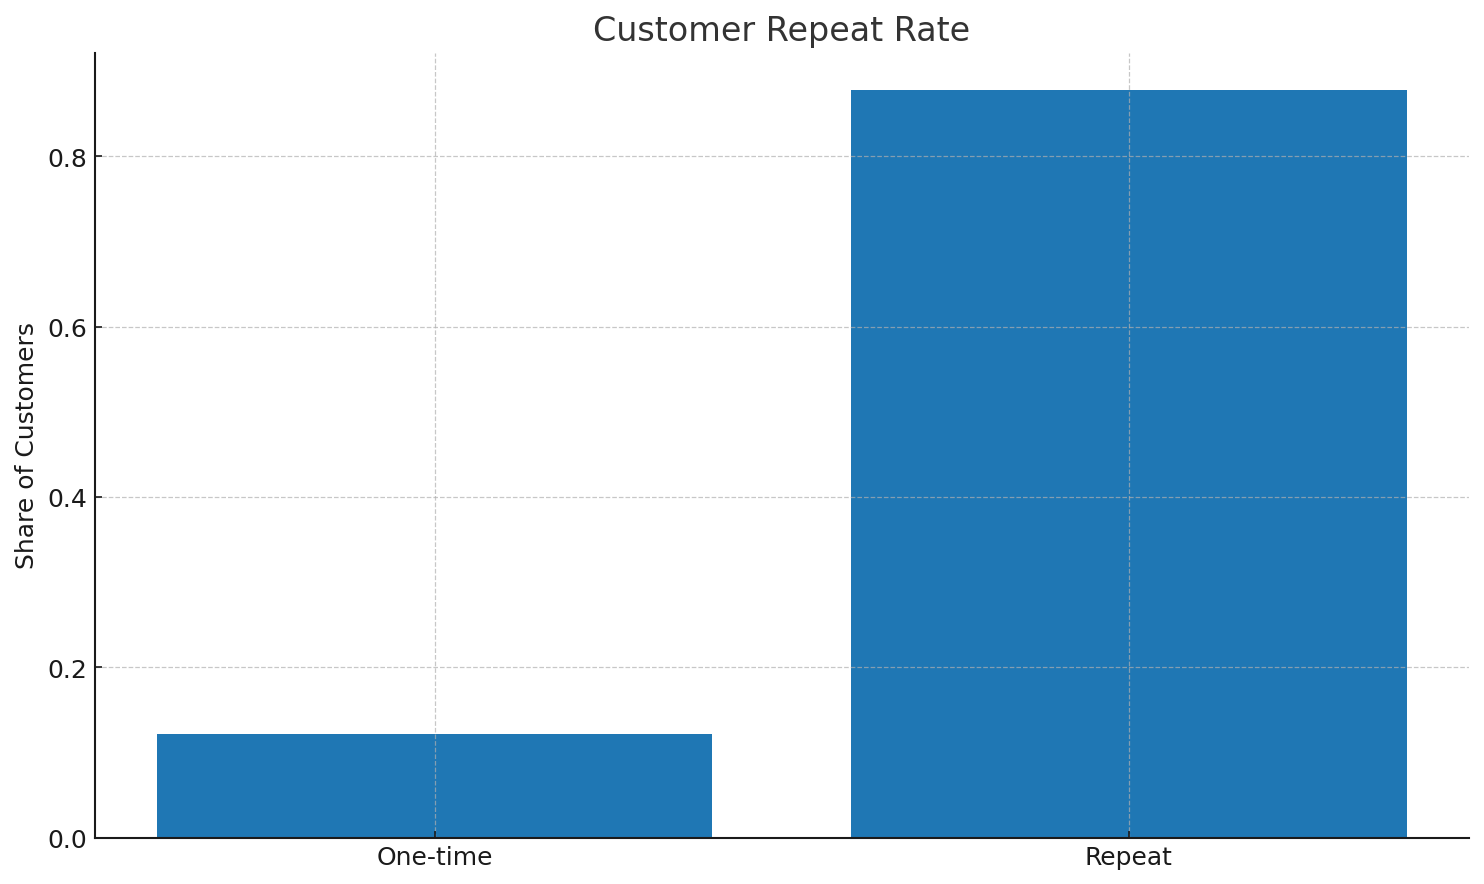 Customer Repeat Rate
Share of Customers
0.8
0.6
0.4
0.2
0.0
One-time
Repeat